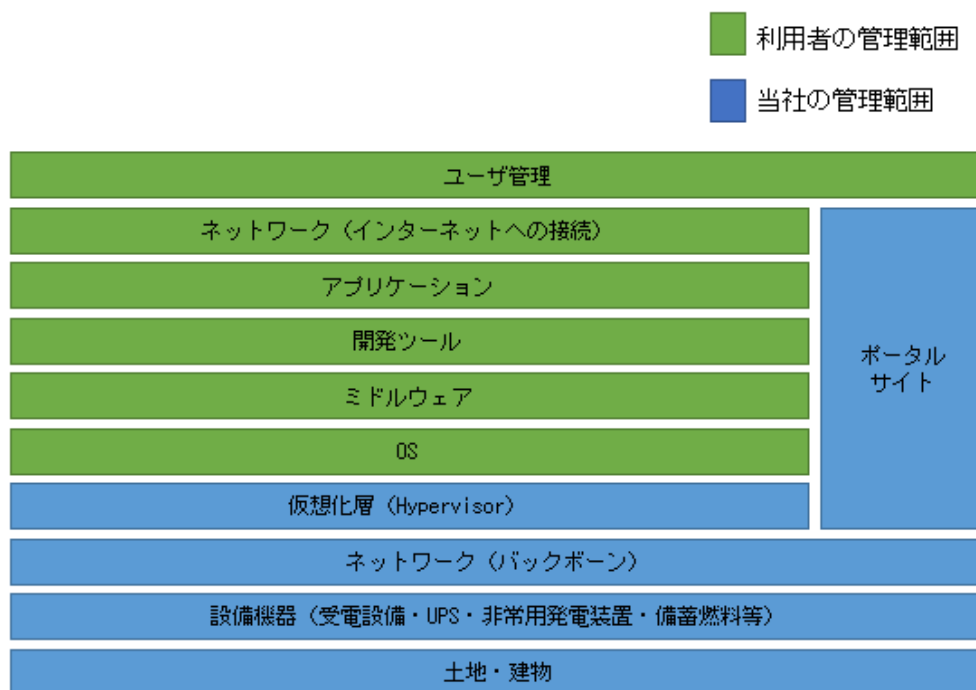 利用者の管理範囲
当社の管理範囲
ユーザ管理
ネットワーク（インターネットへの接続）
アプリケーション
開発ツール
ミドルウェア
OS
仮想化層（Hypervisor）
ポータル
サイト
ネットワーク（バックボーン）
設備機器（受電設備・UPS・非常用発電装置・備蓄燃料等）
土地・建物